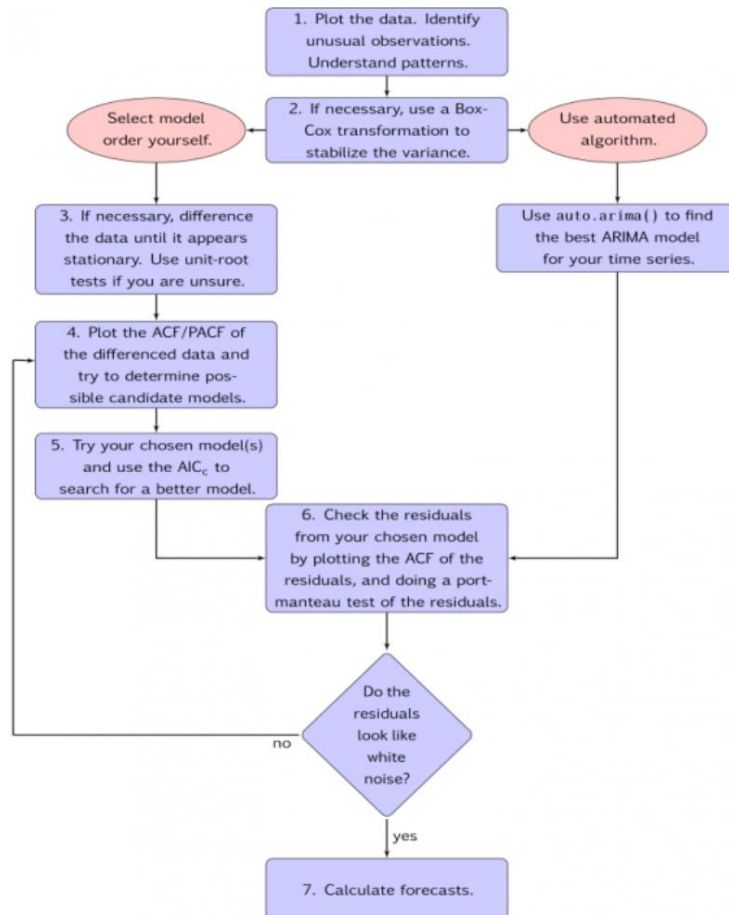 1. Plot the data. Identify
unusual observations.
Understand patterns.
Select model
order yourself.
2. If necessary, use a Box-
Cox transformation to
stabilize the variance.
Use automated
algorithm.
3. If necessary, difference
the data until it appears
stationary. Use unit-root
tests if you are unsure.
Use auto.arima() to find
the best ARIMA model
for your time series.
4. Plot the ACF/PACF of
the differenced data and
try to determine pos-
sible candidate models.
5. Try your chosen model(s)
and use the AICc to
search for a better model.
6. Check the residuals
from your chosen model
by plotting the ACF of the
residuals, and doing a port-
manteau test of the residuals.
Do the
residuals
look like
white
noise?
no
yes
7. Calculate forecasts.